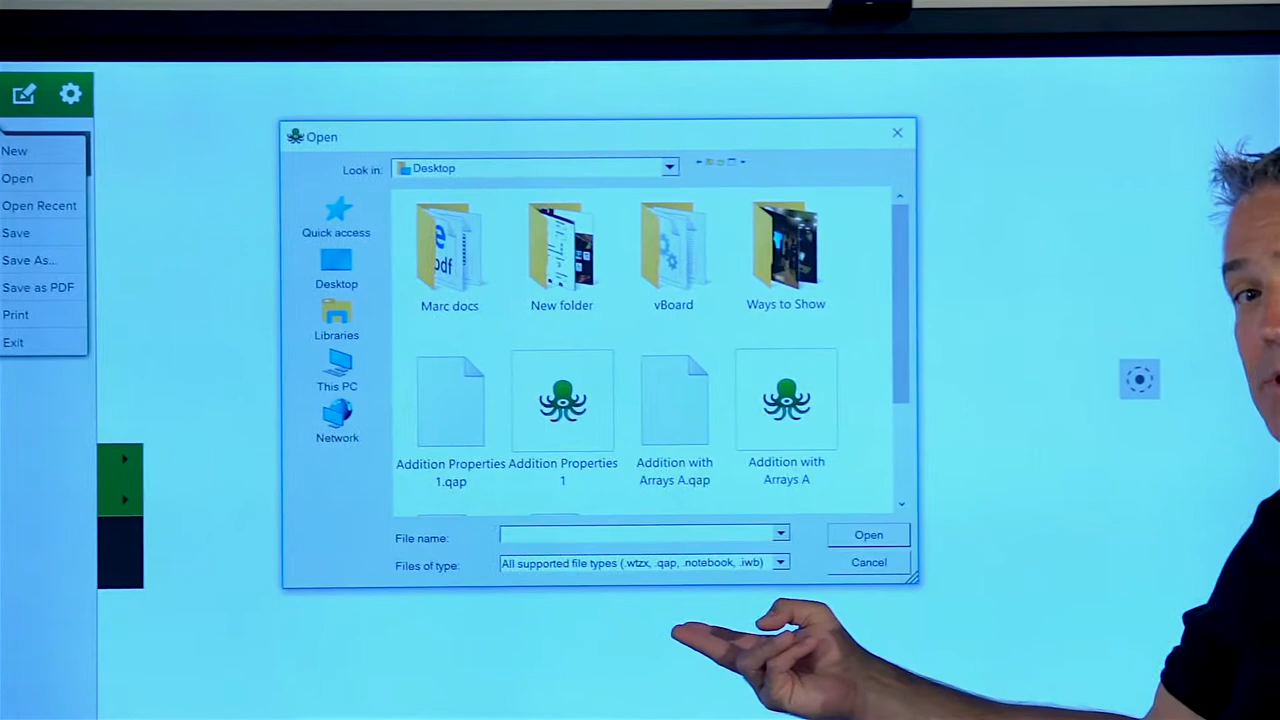 Open
Look in:
Desktop
New
Open
Open Recent
Save
Save As...
Save as PDF
Print
Exit
Quick access
Desktop
Libraries
This PC
Network
Marc docs
New folder
vBoard
Ways to Show
e
pdf
Addition Properties
1.qap
Addition Properties
1
Addition with
Arrays A.qap
Addition with
Arrays A
File name:
Open
Files of type:
All supported file types (.wtzx, .qap, .notebook, .iwb)
Cancel